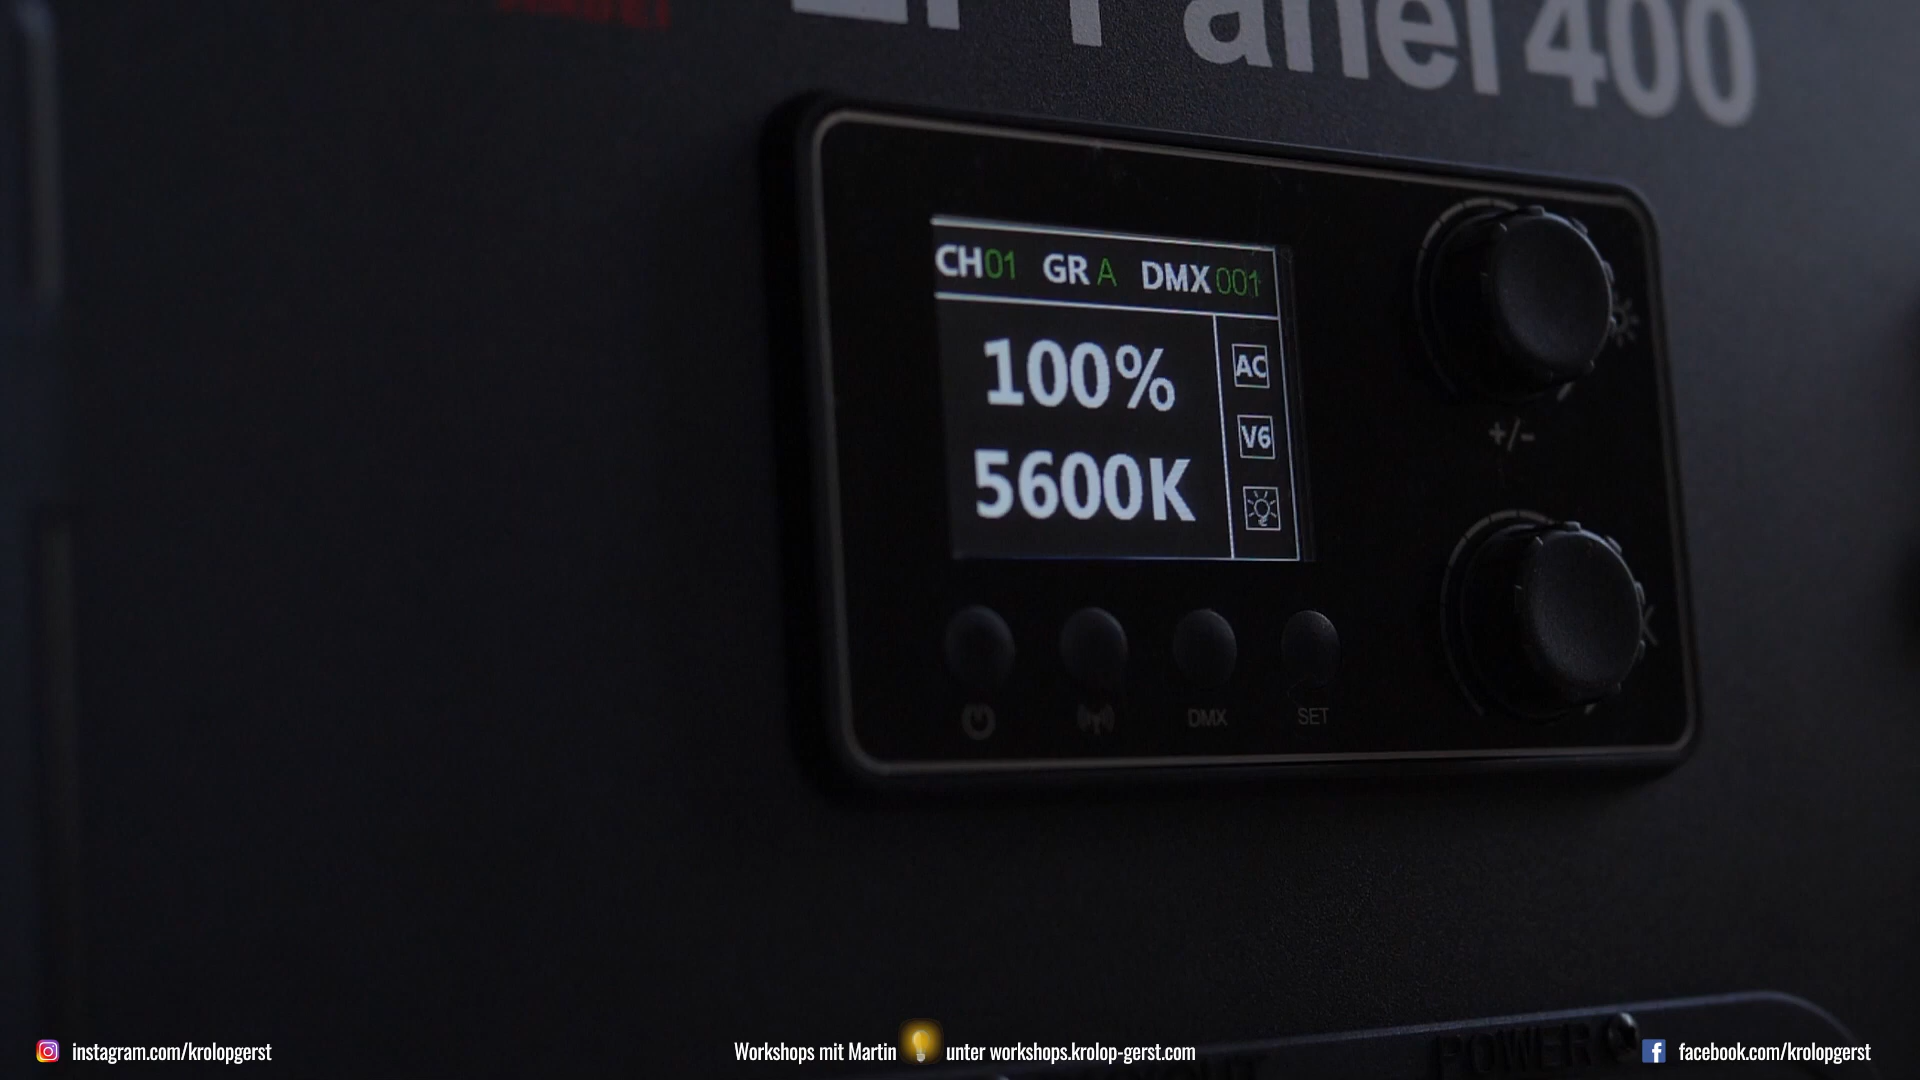 Panel 400
CH01 GR A DMX 001
100%
5600K
AC
V6
+/-
K
DMX
SET
POWER
instagram.com/krolopgerst
Workshops mit Martin unter workshops.krolop-gerst.com
facebook.com/krolopgerst